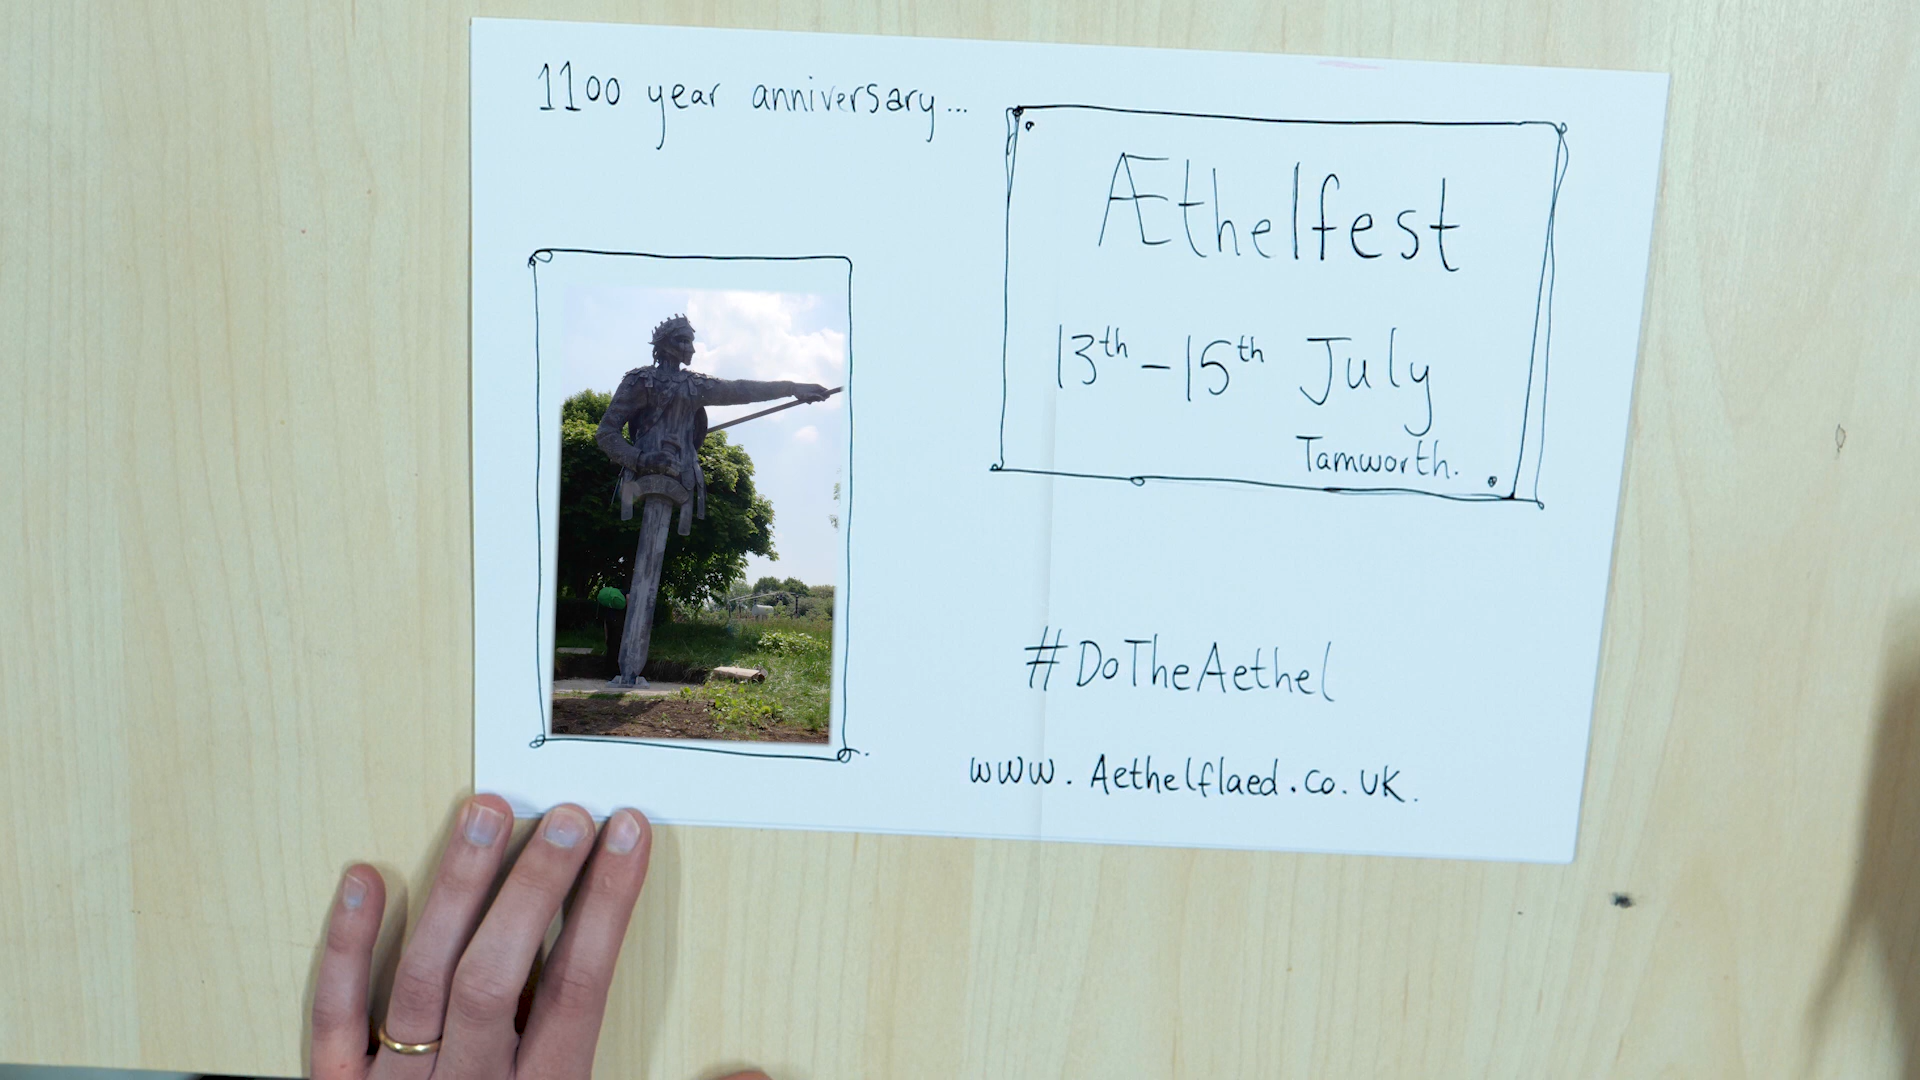 1100 year anniversary...
Æthelfest
13th - 15th July
Tamworth.
#DoTheAethel
www.Aethelflaed.co.uk.